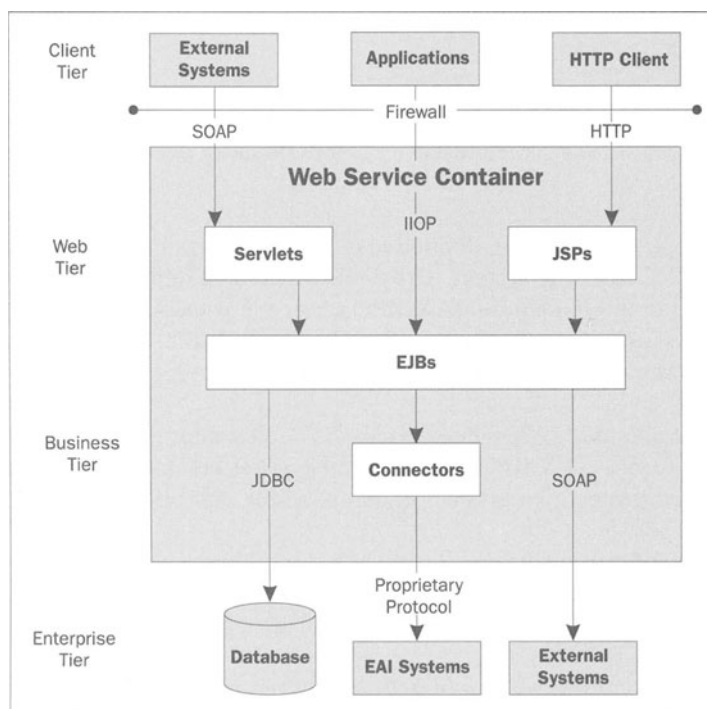 Client
Tier
External
Systems
Applications
HTTP Client
Firewall
SOAP
HTTP
Web Service Container
IIOP
Web
Tier
Servlets
JSPs
EJBs
Business
Tier
Connectors
JDBC
SOAP
Proprietary
Protocol
Enterprise
Tier
Database
EAI Systems
External
Systems